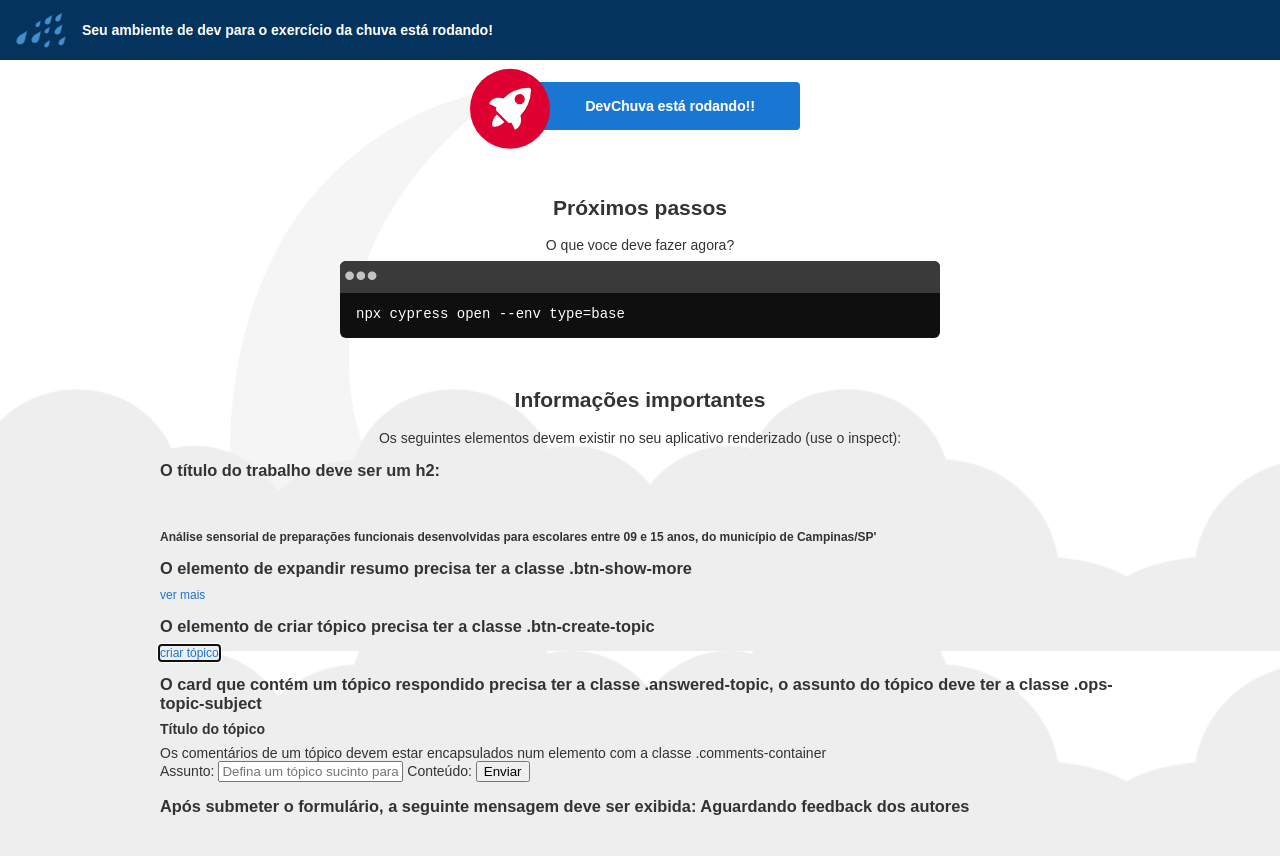 Seu ambiente de dev para o exercício da chuva está rodando!
DevChuva está rodando!!
Próximos passos
O que voce deve fazer agora?
npx cypress open --env type=base
Informações importantes
Os seguintes elementos devem existir no seu aplicativo renderizado (use o inspect):
O título do trabalho deve ser um h2:
Análise sensorial de preparações funcionais desenvolvidas para escolares entre 09 e 15 anos, do município de Campinas/SP'
O elemento de expandir resumo precisa ter a classe .btn-show-more
ver mais
O elemento de criar tópico precisa ter a classe .btn-create-topic
criar tópico
O card que contém um tópico respondido precisa ter a classe .answered-topic, o assunto do tópico deve ter a classe .ops-
topic-subject
Título do tópico
Os comentários de um tópico devem estar encapsulados num elemento com a classe .comments-container
Assunto: Defina um tópico sucinto para Conteúdo: Enviar
Após submeter o formulário, a seguinte mensagem deve ser exibida: Aguardando feedback dos autores